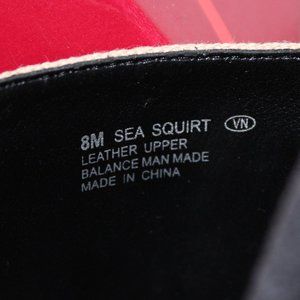 8M SEA SQUIRT VN
LEATHER UPPER
BALANCE MAN MADE
MADE IN CHINA